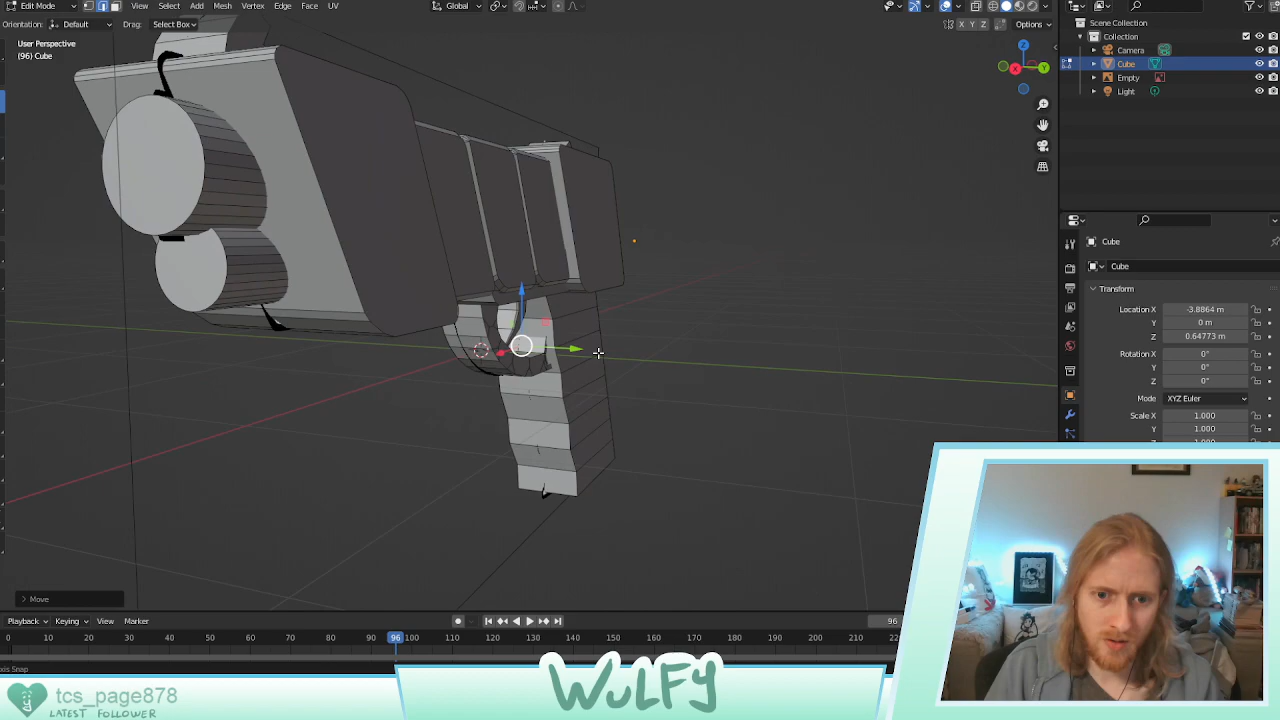 Edit Mode
View Select Add Mesh Vertex Edge Face UV
Global
Orientation: Default Drag: Select Box
X Y Z
Options
User Perspective
(96) Cube
Z
X
Y
Scene Collection
Collection
Camera
Cube
Empty
Light
Cube
Cube
Transform
Location X -3.8864 m
Y 0 m
Z 0.64773 m
Rotation X 0°
Y 0°
Z 0°
Mode XYZ Euler
Scale X 1.000
Y 1.000
Move
Playback Keying View Marker
96
0 10 20 30 40 50 60 70 80 90 96 100 110 120 130 140 150 160 170 180 190 200 210
axis Snap
tcs_page878
LATEST FOLLOWER
WULFY